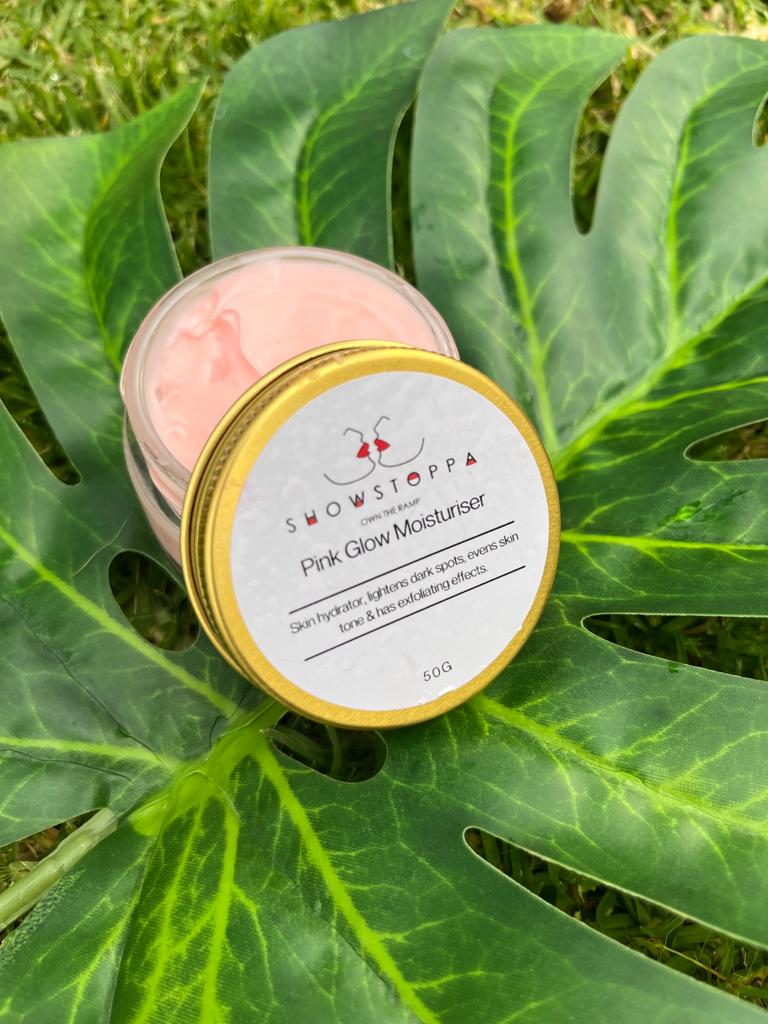 SHOWSTOPPA
OWN THE RAMP
Pink Glow Moisturiser
Skin hydrator, lightens dark spots, evens skin
tone & has exfoliating effects.
50G